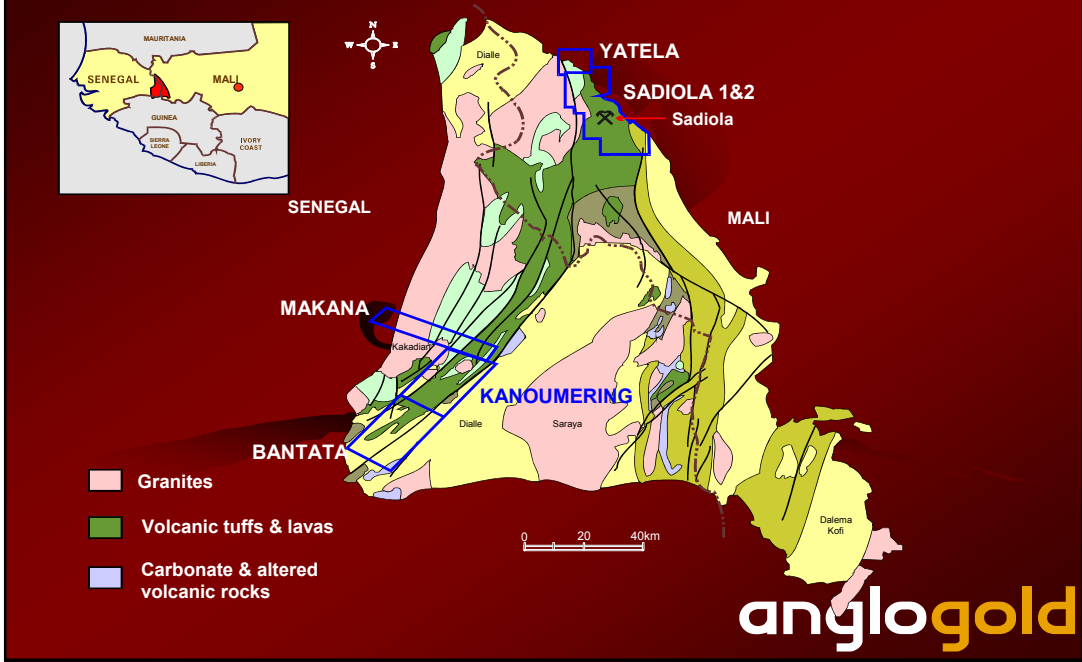 MAURITANIA
SENEGAL
MALI
GUINEA
SIERRA
LEONE
LIBERIA
IVORY
COAST
N
W
E
S
Dialle
YATELA
SADIOLA 1&2
Sadiola
SENEGAL
MALI
MAKANA
Kakadian
KANOUMERING
Dialle
Saraya
BANTATA
Granites
Volcanic tuffs & lavas
Carbonate & altered
volcanic rocks
0 20 40km
Dalema
Kofi
anglogold